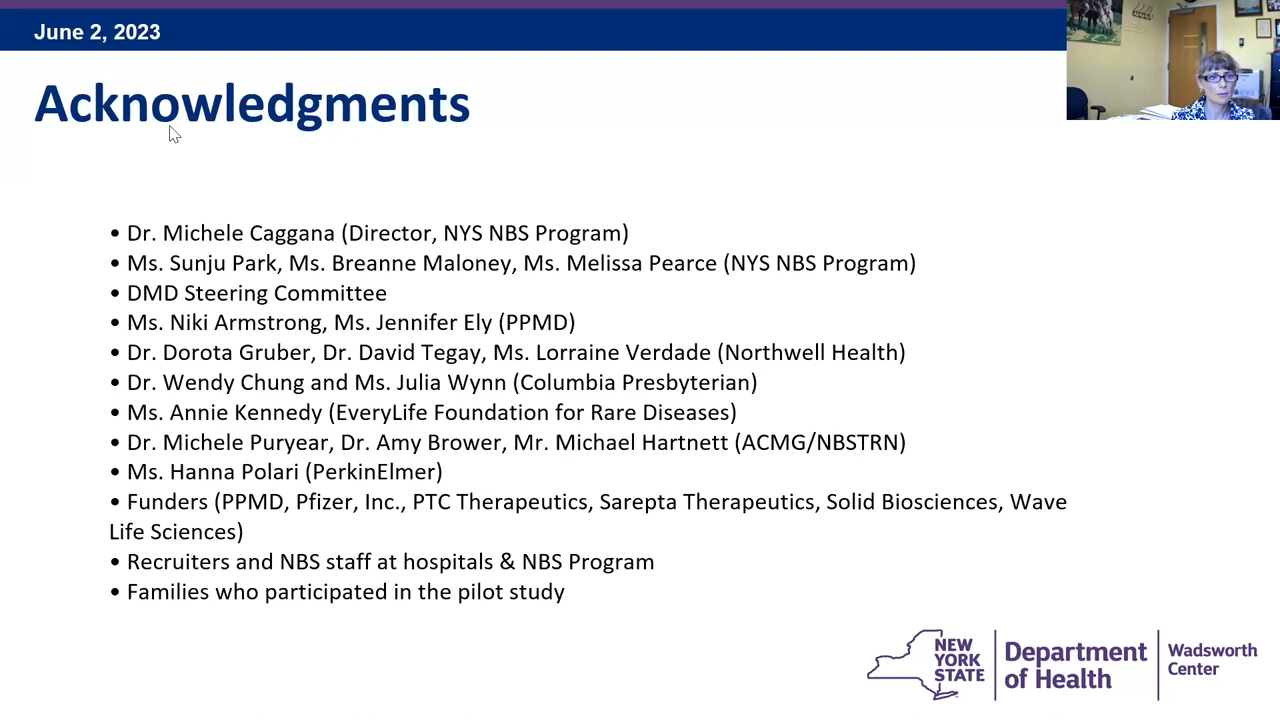 June 2, 2023
Acknowledgments
• Dr. Michele Caggana (Director, NYS NBS Program)
• Ms. Sunju Park, Ms. Breanne Maloney, Ms. Melissa Pearce (NYS NBS Program)
• DMD Steering Committee
• Ms. Niki Armstrong, Ms. Jennifer Ely (PPMD)
• Dr. Dorota Gruber, Dr. David Tegay, Ms. Lorraine Verdade (Northwell Health)
• Dr. Wendy Chung and Ms. Julia Wynn (Columbia Presbyterian)
• Ms. Annie Kennedy (EveryLife Foundation for Rare Diseases)
• Dr. Michele Puryear, Dr. Amy Brower, Mr. Michael Hartnett (ACMG/NBSTRN)
• Ms. Hanna Polari (PerkinElmer)
• Funders (PPMD, Pfizer, Inc., PTC Therapeutics, Sarepta Therapeutics, Solid Biosciences, Wave
Life Sciences)
• Recruiters and NBS staff at hospitals & NBS Program
• Families who participated in the pilot study
NEW
YORK
STATE
Department
of Health
Wadsworth
Center